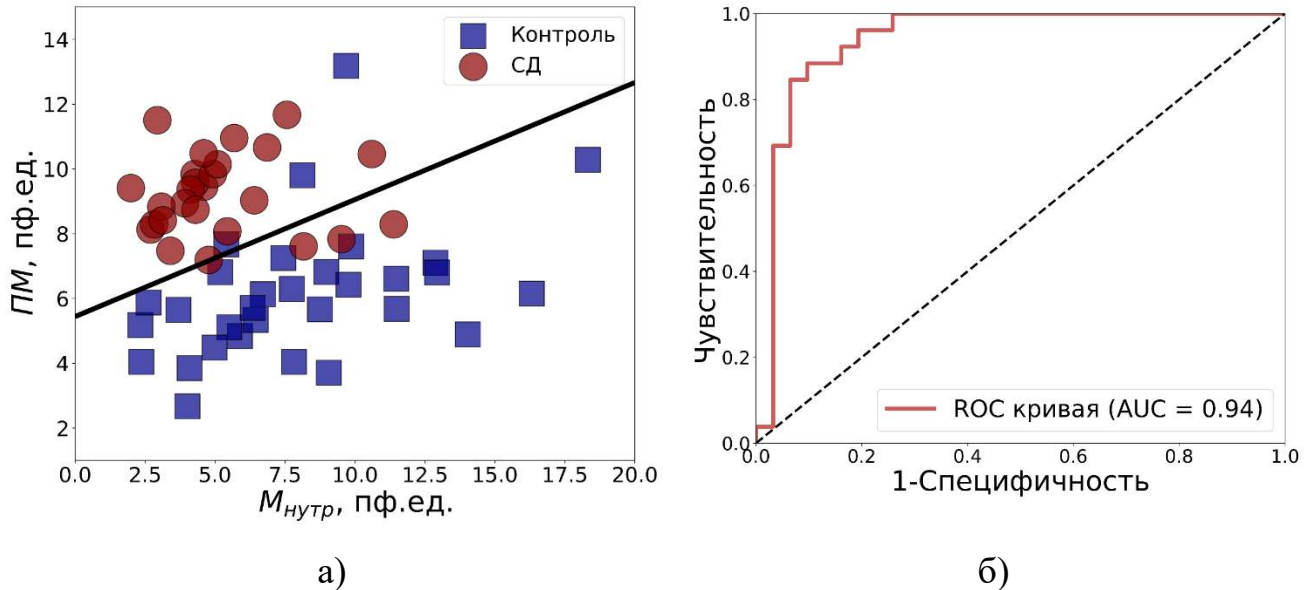 14
12
10
8
6
4
2
ПМ, пф.ед.
Контроль
СД
0.0 2.5 5.0 7.5 10.0 12.5 15.0 17.5 20.0
Mнутр, пф.ед.
а)
1.0
0.8
0.6
0.4
0.2
0.0
Чувствительность
ROC кривая (AUC = 0.94)
0.0 0.2 0.4 0.6 0.8 1.0
1-Специфичность
б)